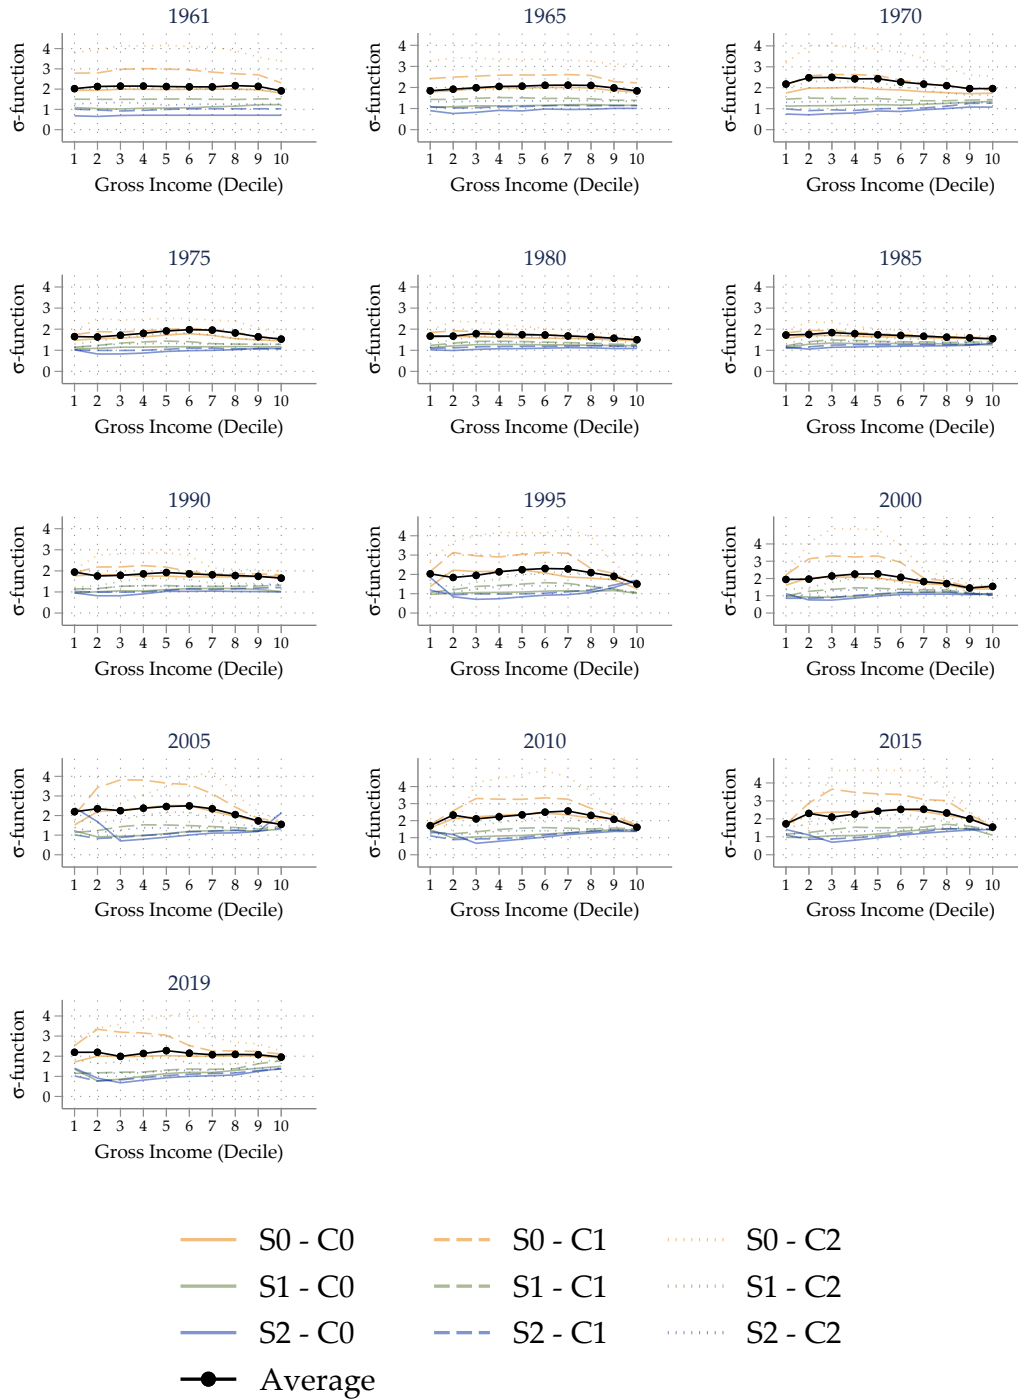 1961 1965 1970
σ-function 4 3 2 1 0 σ-function 4 3 2 1 0 σ-function 4 3 2 1 0
1 2 3 4 5 6 7 8 9 10 1 2 3 4 5 6 7 8 9 10 1 2 3 4 5 6 7 8 9 10
Gross Income (Decile) Gross Income (Decile) Gross Income (Decile)
1975 1980 1985
σ-function 4 3 2 1 0 σ-function 4 3 2 1 0 σ-function 4 3 2 1 0
1 2 3 4 5 6 7 8 9 10 1 2 3 4 5 6 7 8 9 10 1 2 3 4 5 6 7 8 9 10
Gross Income (Decile) Gross Income (Decile) Gross Income (Decile)
1990 1995 2000
σ-function 4 3 2 1 0 σ-function 4 3 2 1 0 σ-function 4 3 2 1 0
1 2 3 4 5 6 7 8 9 10 1 2 3 4 5 6 7 8 9 10 1 2 3 4 5 6 7 8 9 10
Gross Income (Decile) Gross Income (Decile) Gross Income (Decile)
2005 2010 2015
σ-function 4 3 2 1 0 σ-function 4 3 2 1 0 σ-function 4 3 2 1 0
1 2 3 4 5 6 7 8 9 10 1 2 3 4 5 6 7 8 9 10 1 2 3 4 5 6 7 8 9 10
Gross Income (Decile) Gross Income (Decile) Gross Income (Decile)
2019
σ-function 4 3 2 1 0
1 2 3 4 5 6 7 8 9 10
Gross Income (Decile)
S0 - C0 S0 - C1 S0 - C2
S1 - C0 S1 - C1 S1 - C2
S2 - C0 S2 - C1 S2 - C2
Average